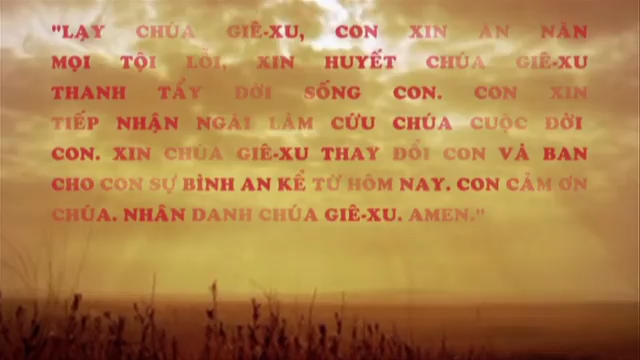 "LẠY CHÚA GIÊ-XU, CON XIN ĂN NĂN
MỌI TỘI LỖI, XIN HUYẾT CHÚA GIÊ-XU
THANH TẨY ĐỜI SỐNG CON. CON XIN
TIẾP NHẬN NGÀI LÀM CỨU CHÚA CUỘC ĐỜI
CON. XIN CHÚA GIÊ-XU THAY ĐỔI CON VÀ BAN
CHO CON SỰ BÌNH AN KỂ TỪ HÔM NAY. CON CẢM ƠN
CHÚA. NHÂN DANH CHÚA GIÊ-XU. AMEN."